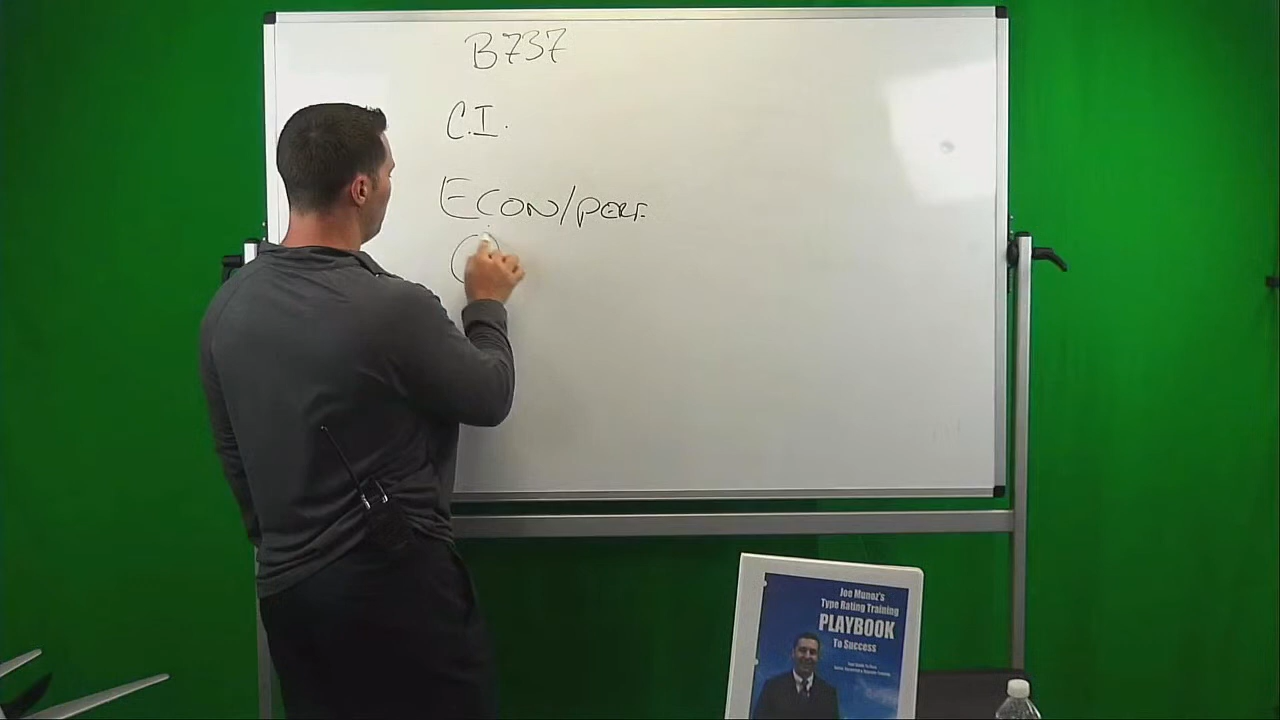 B737
C.I.
ECON/PERF
Joe Munoz's
Type Rating Training
PLAYBOOK
To Success